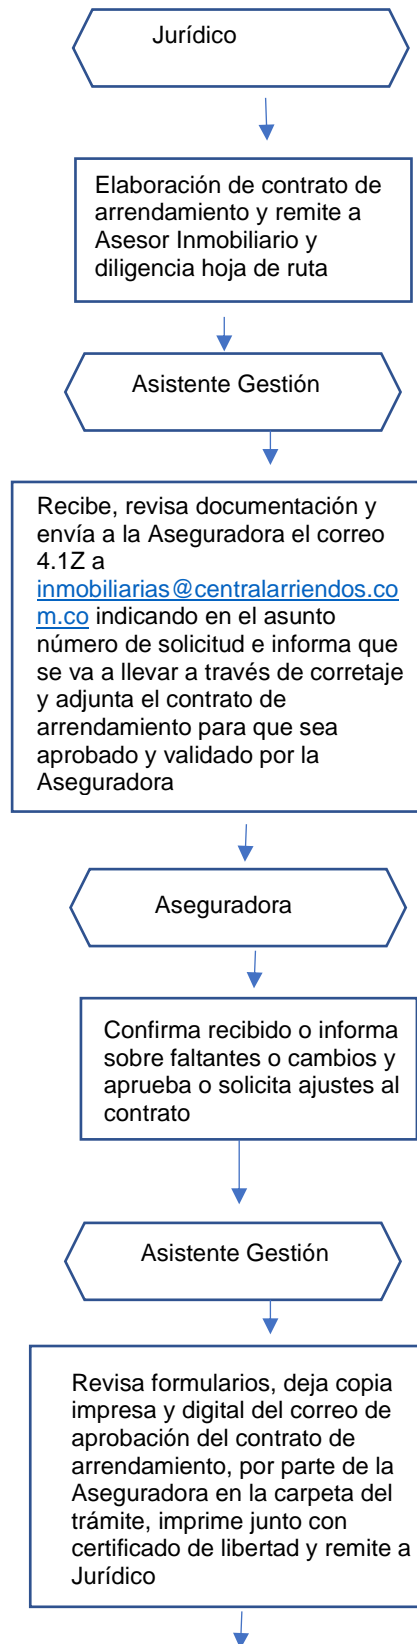 Jurídico
Elaboración de contrato de
arrendamiento y remite a
Asesor Inmobiliario y
diligencia hoja de ruta
Asistente Gestión
Recibe, revisa documentación y
envía a la Aseguradora el correo
4.1Z a
inmobiliarias@centralarriendos.co
m.co indicando en el asunto
número de solicitud e informa que
se va a llevar a través de corretaje
y adjunta el contrato de
arrendamiento para que sea
aprobado y validado por la
Aseguradora
Aseguradora
Confirma recibido o informa
sobre faltantes o cambios y
aprueba o solicita ajustes al
contrato
Asistente Gestión
Revisa formularios, deja copia
impresa y digital del correo de
aprobación del contrato de
arrendamiento, por parte de la
Aseguradora en la carpeta del
trámite, imprime junto con
certificado de libertad y remite a
Jurídico